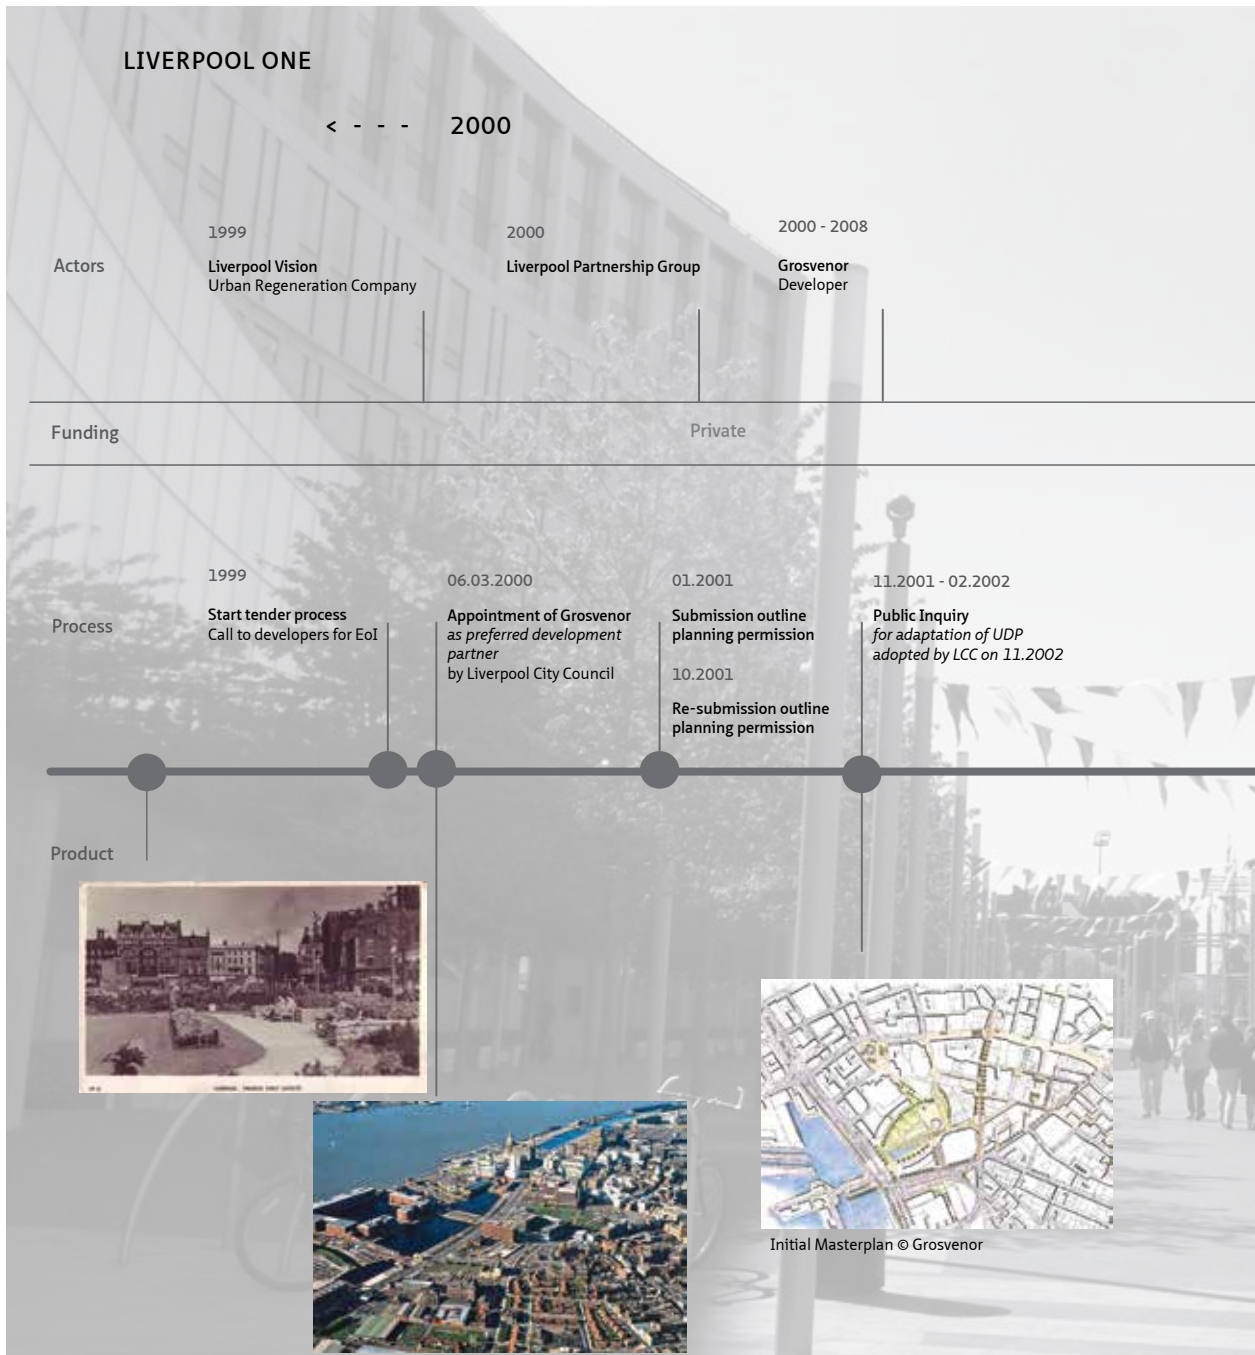 LIVERPOOL ONE
< - - - 2000
Actors
1999
Liverpool Vision
Urban Regeneration Company
2000
Liverpool Partnership Group
2000 - 2008
Grosvenor
Developer
Funding
Private
Process
1999
Start tender process
Call to developers for EoI
06.03.2000
Appointment of Grosvenor
as preferred development
partner
by Liverpool City Council
01.2001
Submission outline
planning permission
10.2001
Re-submission outline
planning permission
11.2001 - 02.2002
Public Inquiry
for adaptation of UDP
adopted by LCC on 11.2002
Product
Initial Masterplan © Grosvenor